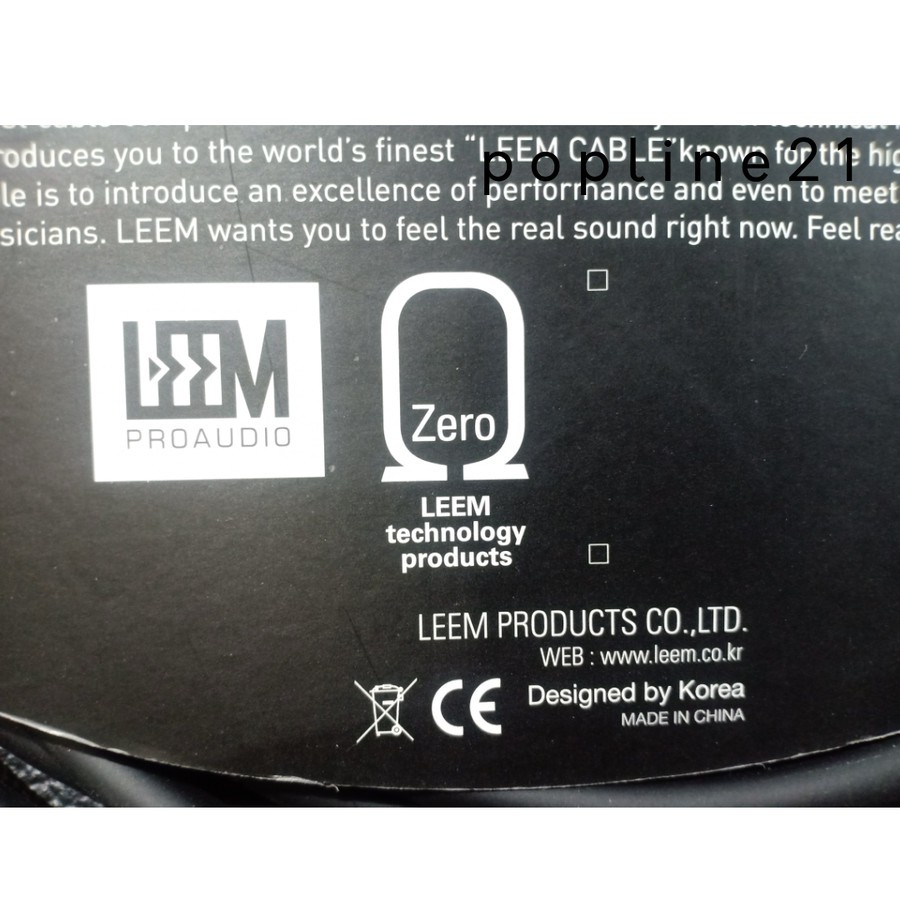 roduces you to the world's finest “LEEM CABLE” known for the
popline21
is to introduce an excellence of performance and even to meet
sicians. LEEM wants you to feel the real sound right now. Feel
LEEM
PROAUDIO
Zero
LEEM
technology
products
LEEM PRODUCTS CO.,LTD.
WEB : www.leem.co.kr
CE
Designed by Korea
MADE IN CHINA